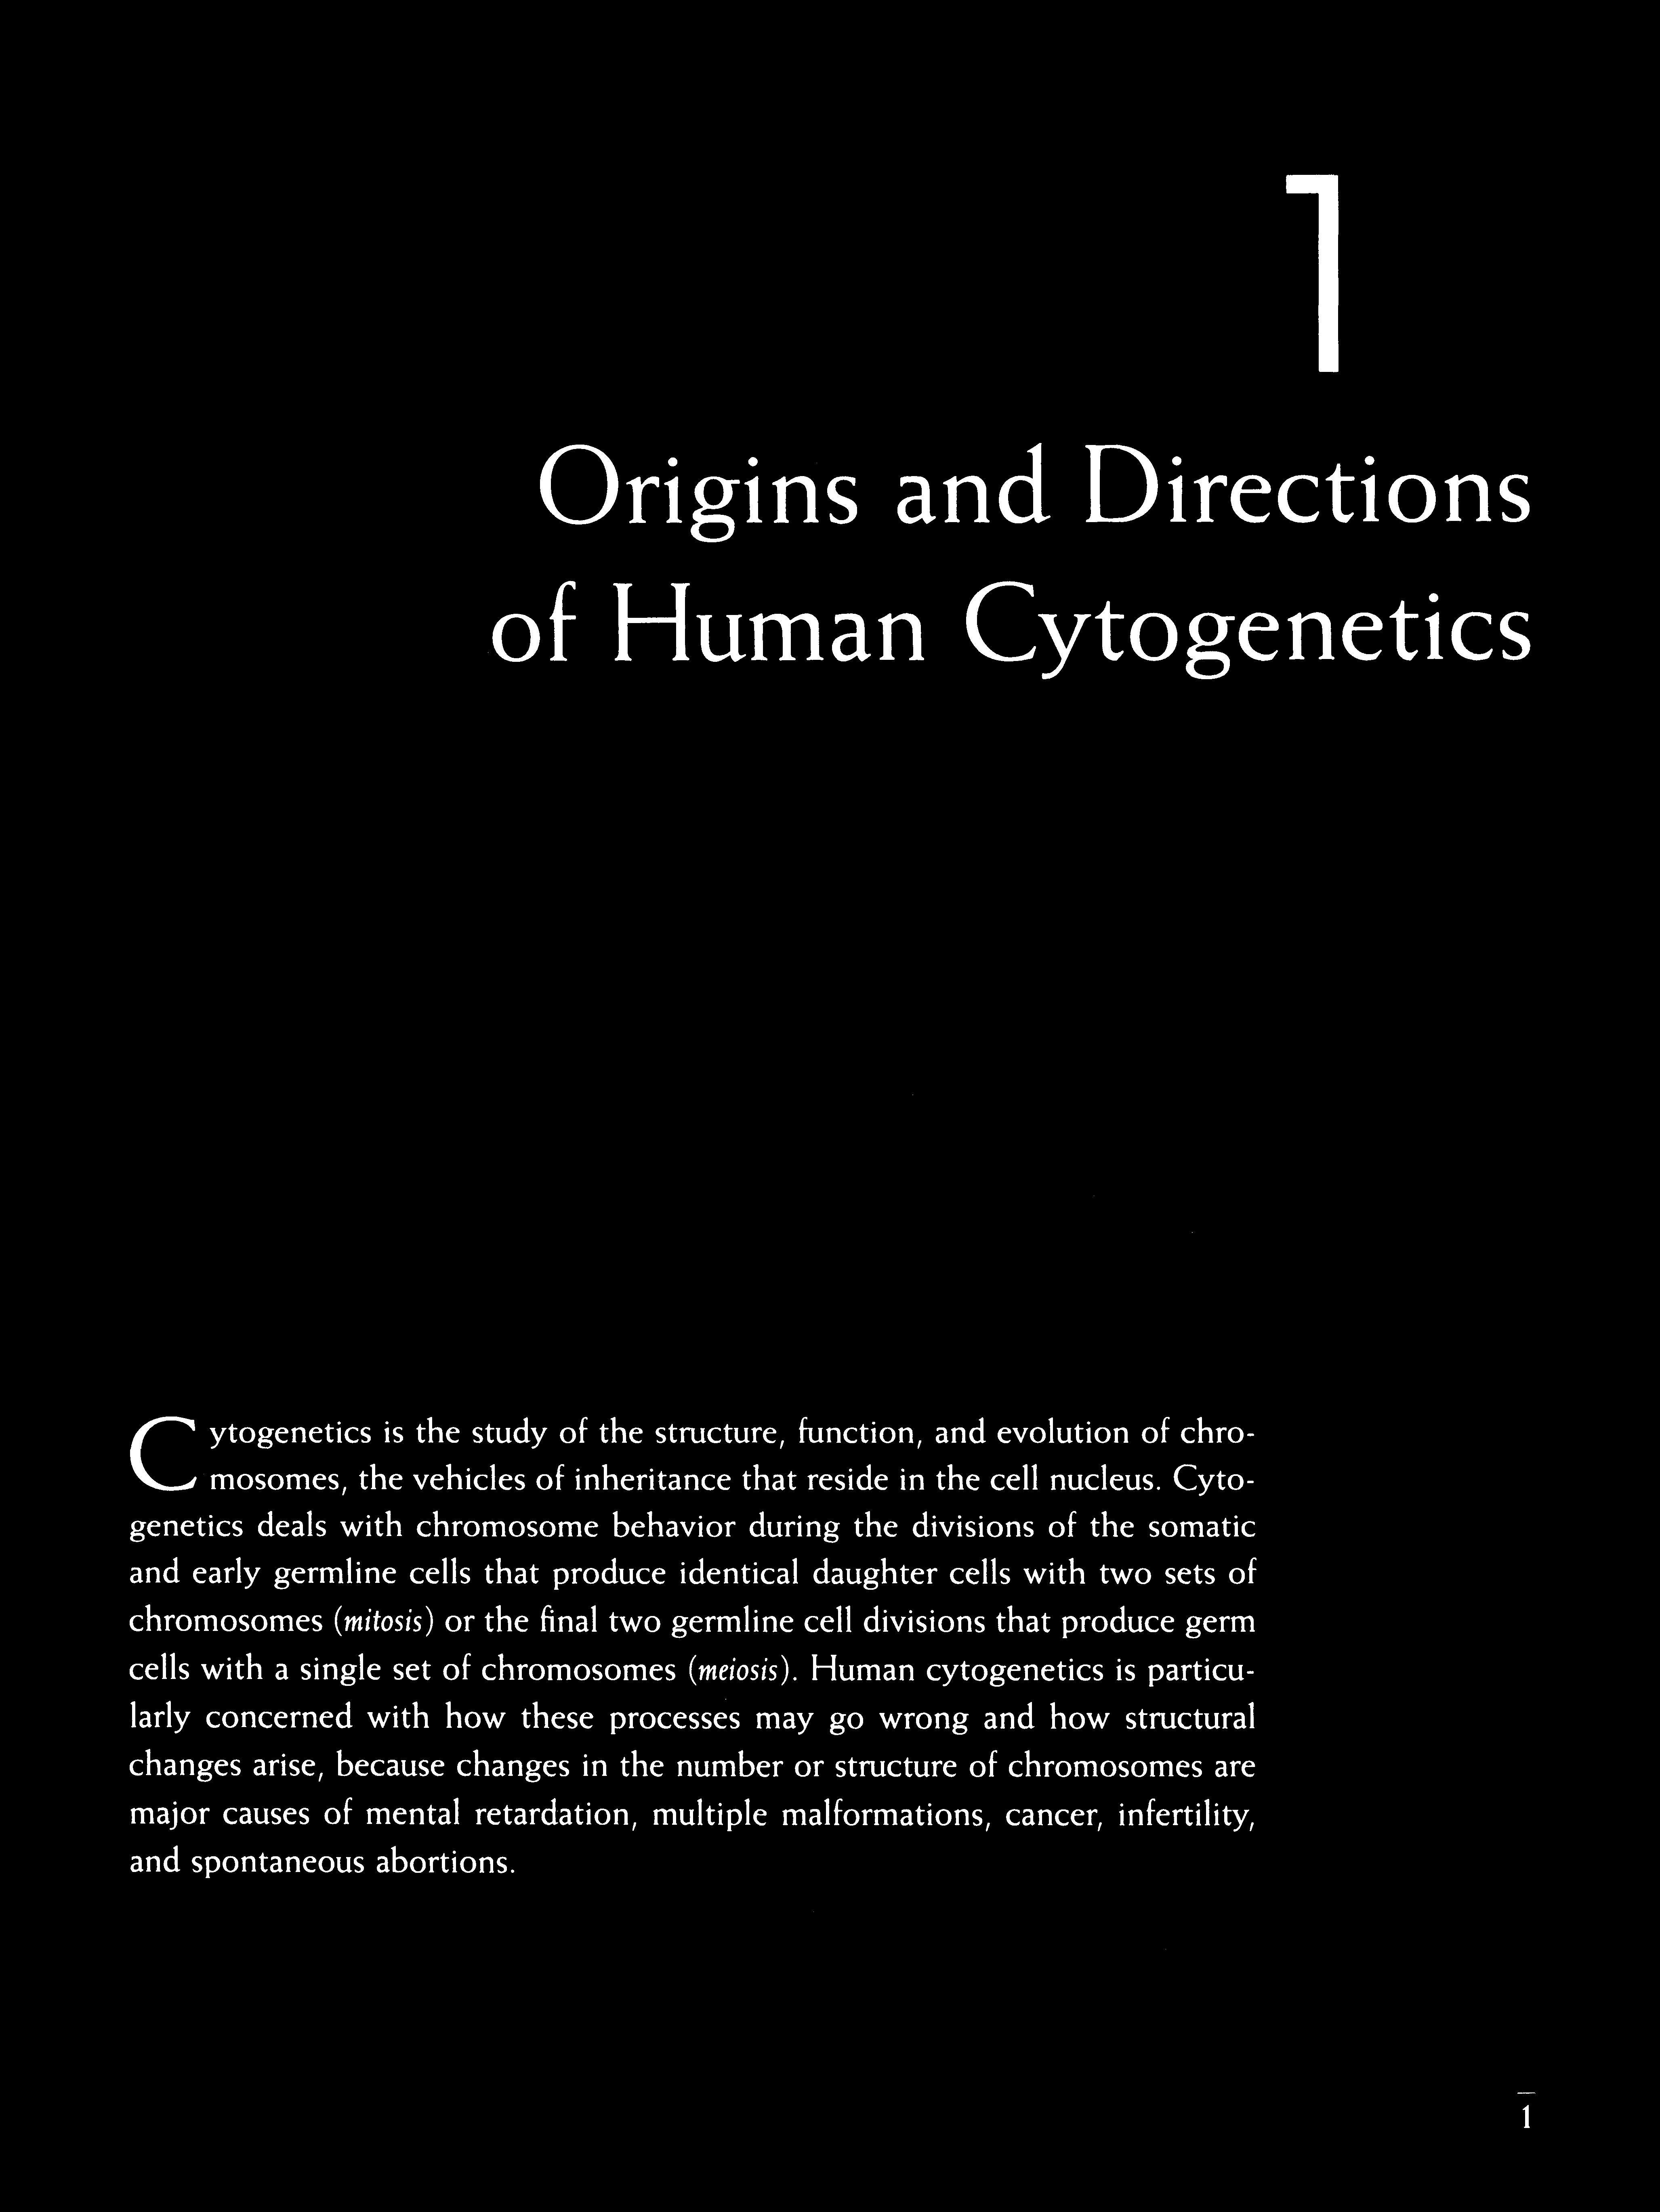 1
Origins and Directions
of Human Cytogenetics
Cytogenetics is the study of the structure, function, and evolution of chro-
mosomes, the vehicles of inheritance that reside in the cell nucleus. Cyto-
genetics deals with chromosome behavior during the divisions of the somatic
and early germline cells that produce identical daughter cells with two sets of
chromosomes (mitosis) or the final two germline cell divisions that produce germ
cells with a single set of chromosomes (meiosis). Human cytogenetics is particu-
larly concerned with how these processes may go wrong and how structural
changes arise, because changes in the number or structure of chromosomes are
major causes of mental retardation, multiple malformations, cancer, infertility,
and spontaneous abortions.
1